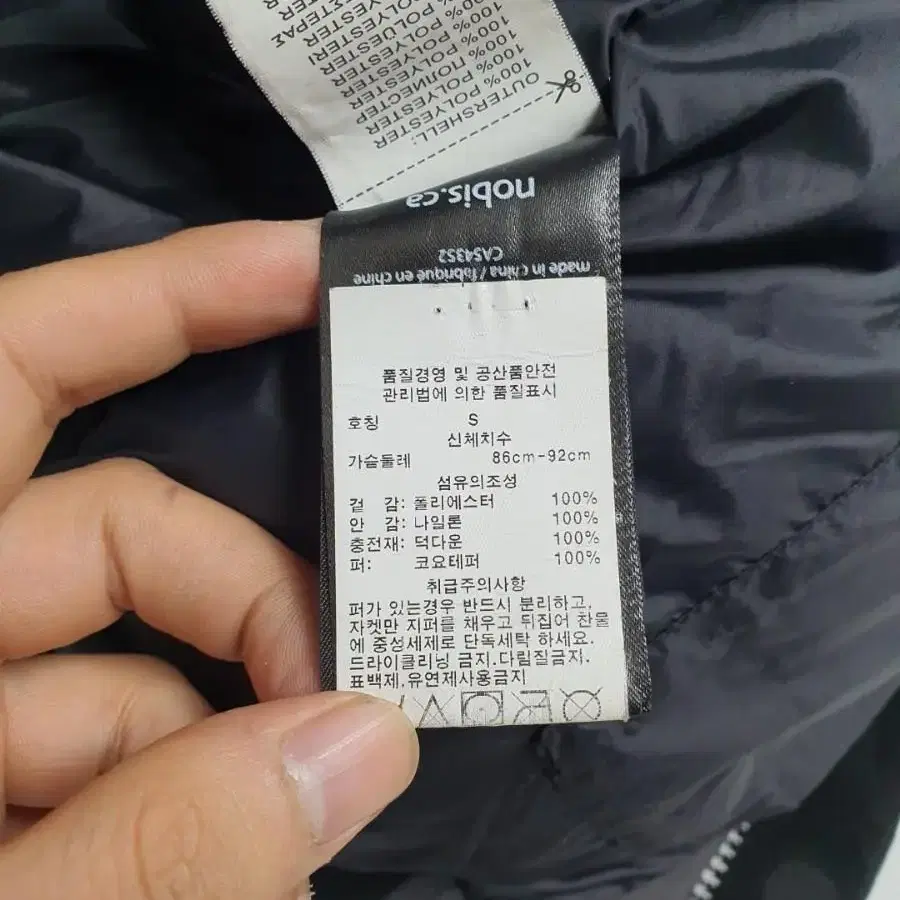 OUTERSHELL:
100% POLYESTER
100% POLYESTER
100% ПОЛИЕСТЕР
100% POLYESTER
100% POLYESTER
nobis.ca
CA54352
made in china / fabriqué en chine
품질경영 및 공산품안전
관리법에 의한 품질표시
호칭 S
신체치수
가슴둘레 86cm-92cm
섬유의조성
겉 감: 폴리에스터 100%
안 감: 나일론 100%
충전재: 덕다운 100%
퍼: 코요테퍼 100%
취급주의사항
퍼가 있는경우 반드시 분리하고,
자켓만 지퍼를 채우고 뒤집어 찬물
에 중성세제로 단독세탁 하세요.
드라이클리닝 금지.다림질금지.
표백제,유연제사용금지